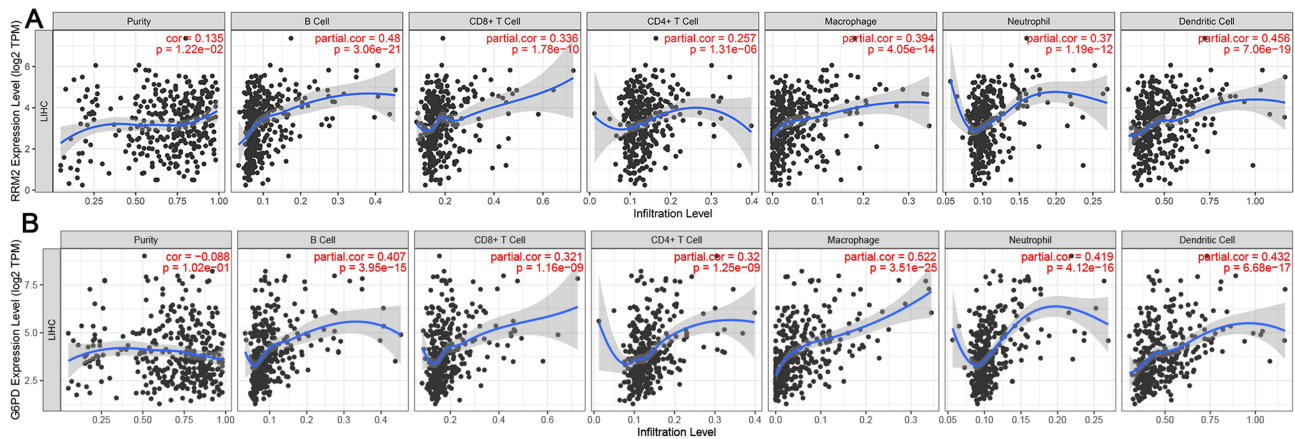 A
Purity
B Cell
CD8+ T Cell
CD4+ T Cell
Macrophage
Neutrophil
Dendritic Cell
cor = 0.135
p = 1.22e−02
partial.cor = 0.48
p = 3.06e−21
partial.cor = 0.336
p = 1.78e−10
partial.cor = 0.257
p = 1.31e−06
partial.cor = 0.394
p = 4.05e−14
partial.cor = 0.37
p = 1.19e−12
partial.cor = 0.456
p = 7.06e−19
RRM2 Expression Level (log2 TPM)
LIHC
6
4
2
0
0.25 0.50 0.75 1.00
0.1 0.2 0.3 0.4
0.2 0.4 0.6
0.0 0.1 0.2 0.3 0.4
0.0 0.1 0.2 0.3
0.05 0.10 0.15 0.20 0.25
0.50 0.75 1.00
Infiltration Level
B
Purity
B Cell
CD8+ T Cell
CD4+ T Cell
Macrophage
Neutrophil
Dendritic Cell
cor = −0.088
p = 1.02e−01
partial.cor = 0.407
p = 3.95e−15
partial.cor = 0.321
p = 1.16e−09
partial.cor = 0.32
p = 1.25e−09
partial.cor = 0.522
p = 3.51e−25
partial.cor = 0.419
p = 4.12e−16
partial.cor = 0.432
p = 6.68e−17
G6PD Expression Level (log2 TPM)
LIHC
7.5
5.0
2.5
0.25 0.50 0.75 1.00
0.1 0.2 0.3 0.4
0.2 0.4 0.6
0.0 0.1 0.2 0.3 0.4
0.0 0.1 0.2 0.3
0.05 0.10 0.15 0.20 0.25
0.50 0.75 1.00
Infiltration Level